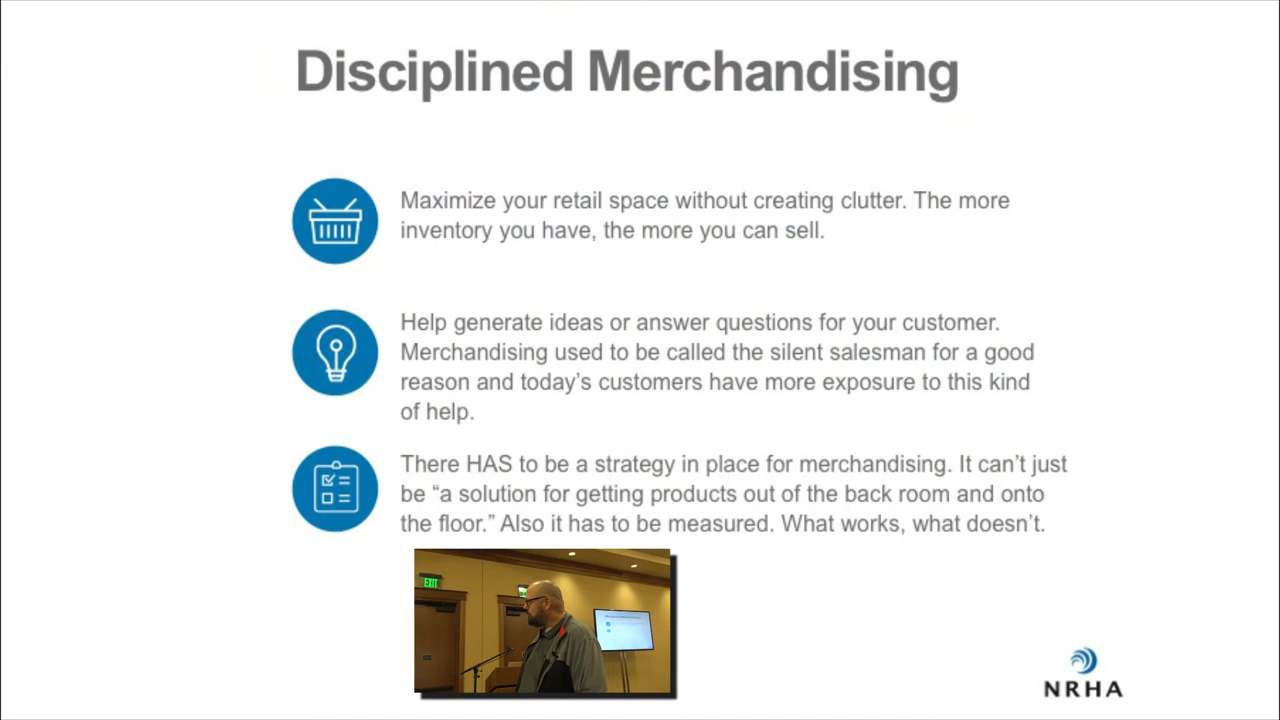 Disciplined Merchandising
Maximize your retail space without creating clutter. The more
inventory you have, the more you can sell.
Help generate ideas or answer questions for your customer.
Merchandising used to be called the silent salesman for a good
reason and today’s customers have more exposure to this kind
of help.
There HAS to be a strategy in place for merchandising. It can’t just
be “a solution for getting products out of the back room and onto
the floor.” Also it has to be measured. What works, what doesn’t.
EXIT
NRHA